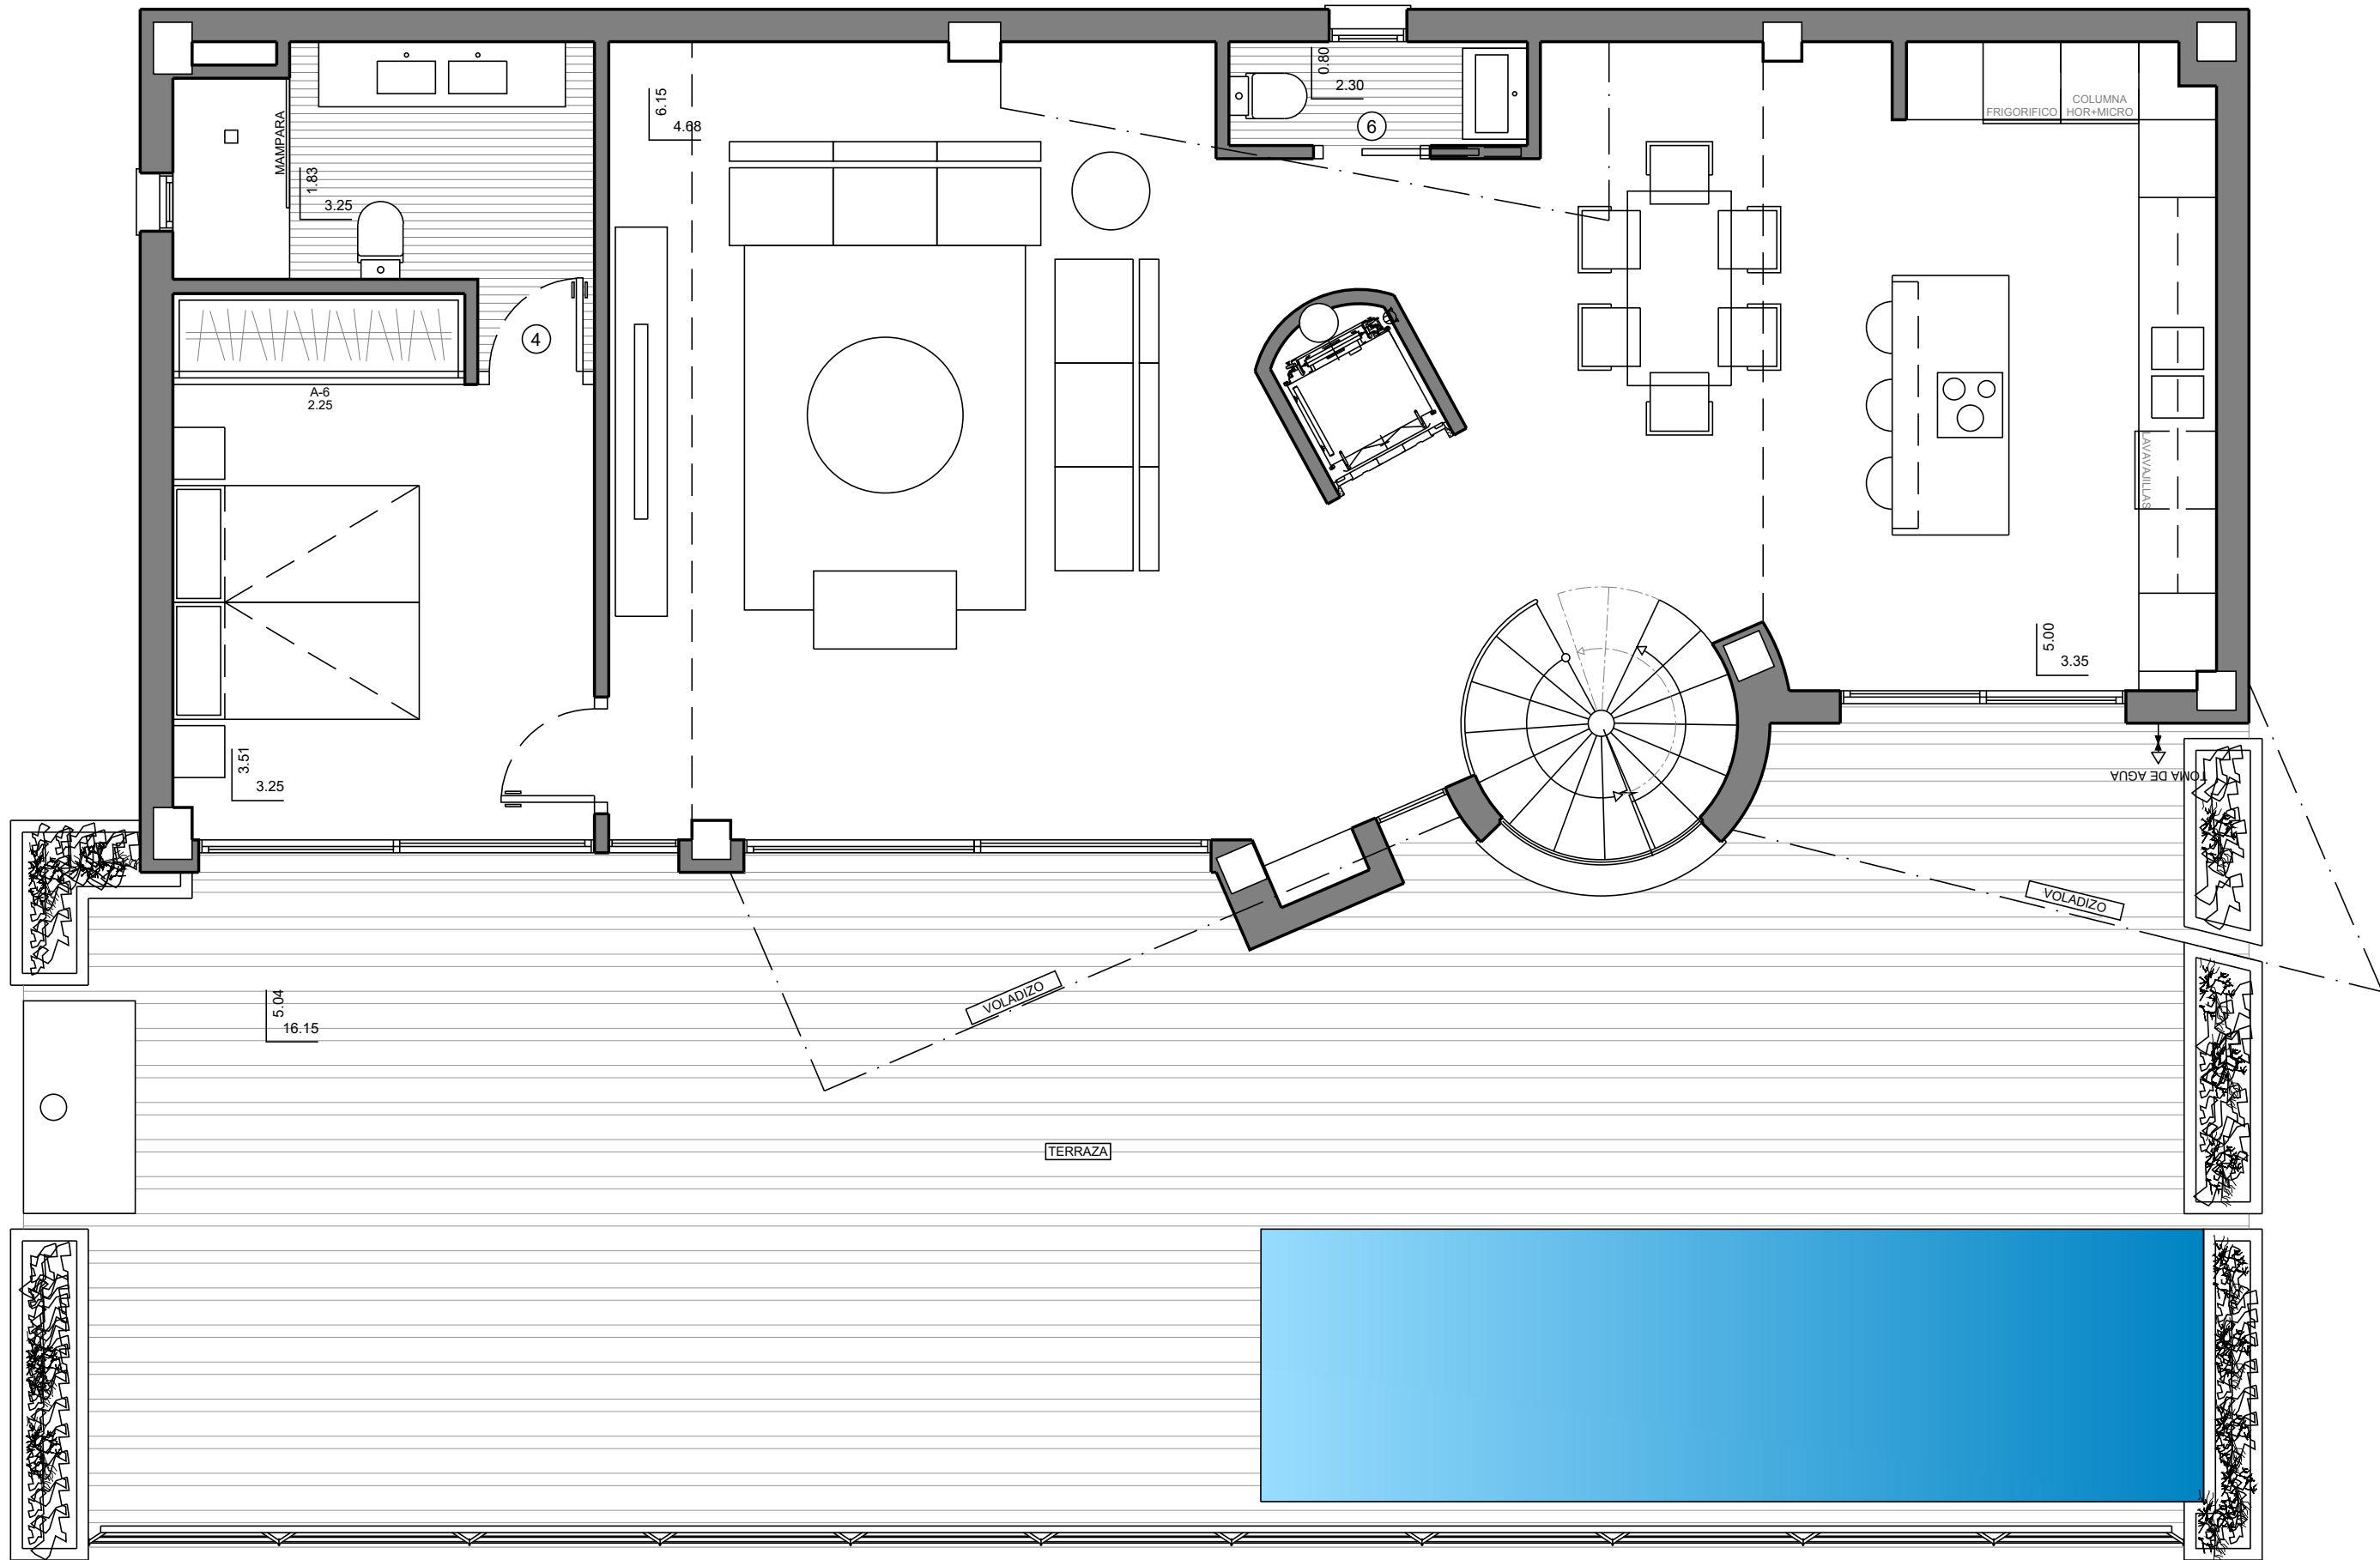 MAMPARA
1.83
3.25
6.15
4.68
0.80
2.30
6
FRIGORIFICO
COLUMNA
HOR+MICRO
4
A-6
2.25
LAVAVAJILLAS
3.51
3.25
5.00
3.35
TOMA DE AGUA
VOLADIZO
VOLADIZO
5.04
16.15
TERRAZA